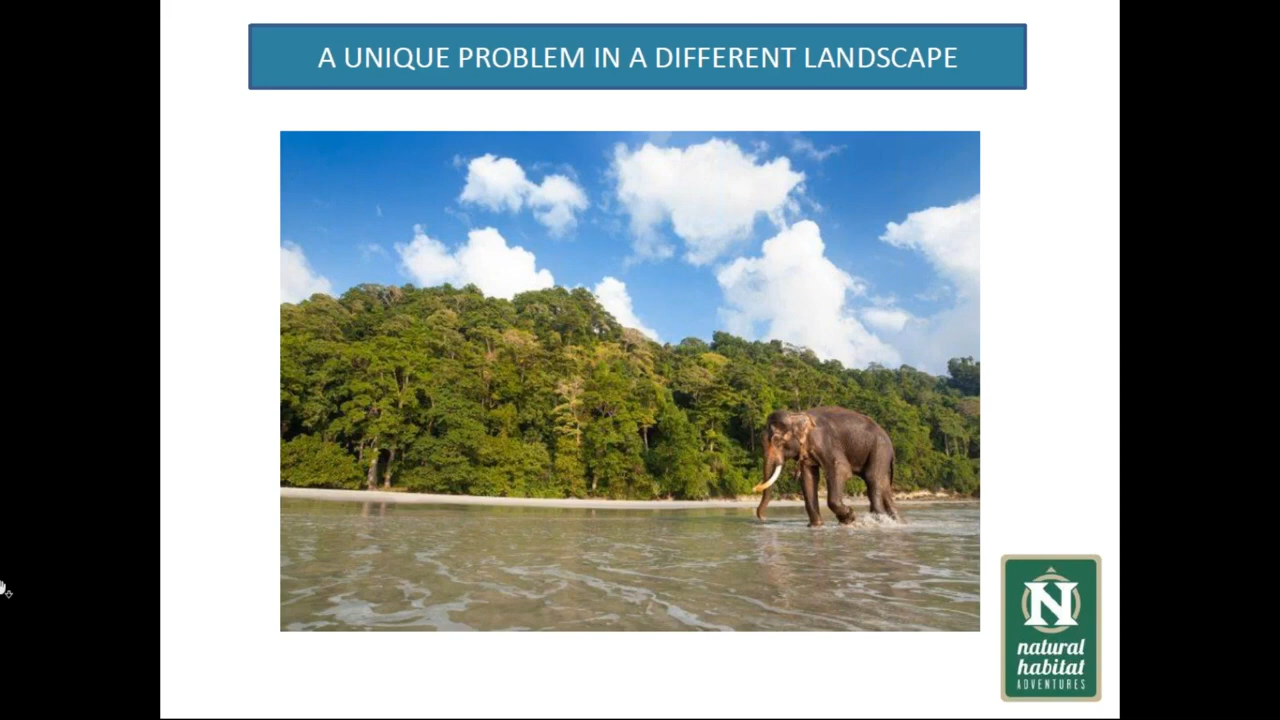 A UNIQUE PROBLEM IN A DIFFERENT LANDSCAPE
N
natural
habitat
ADVENTURES